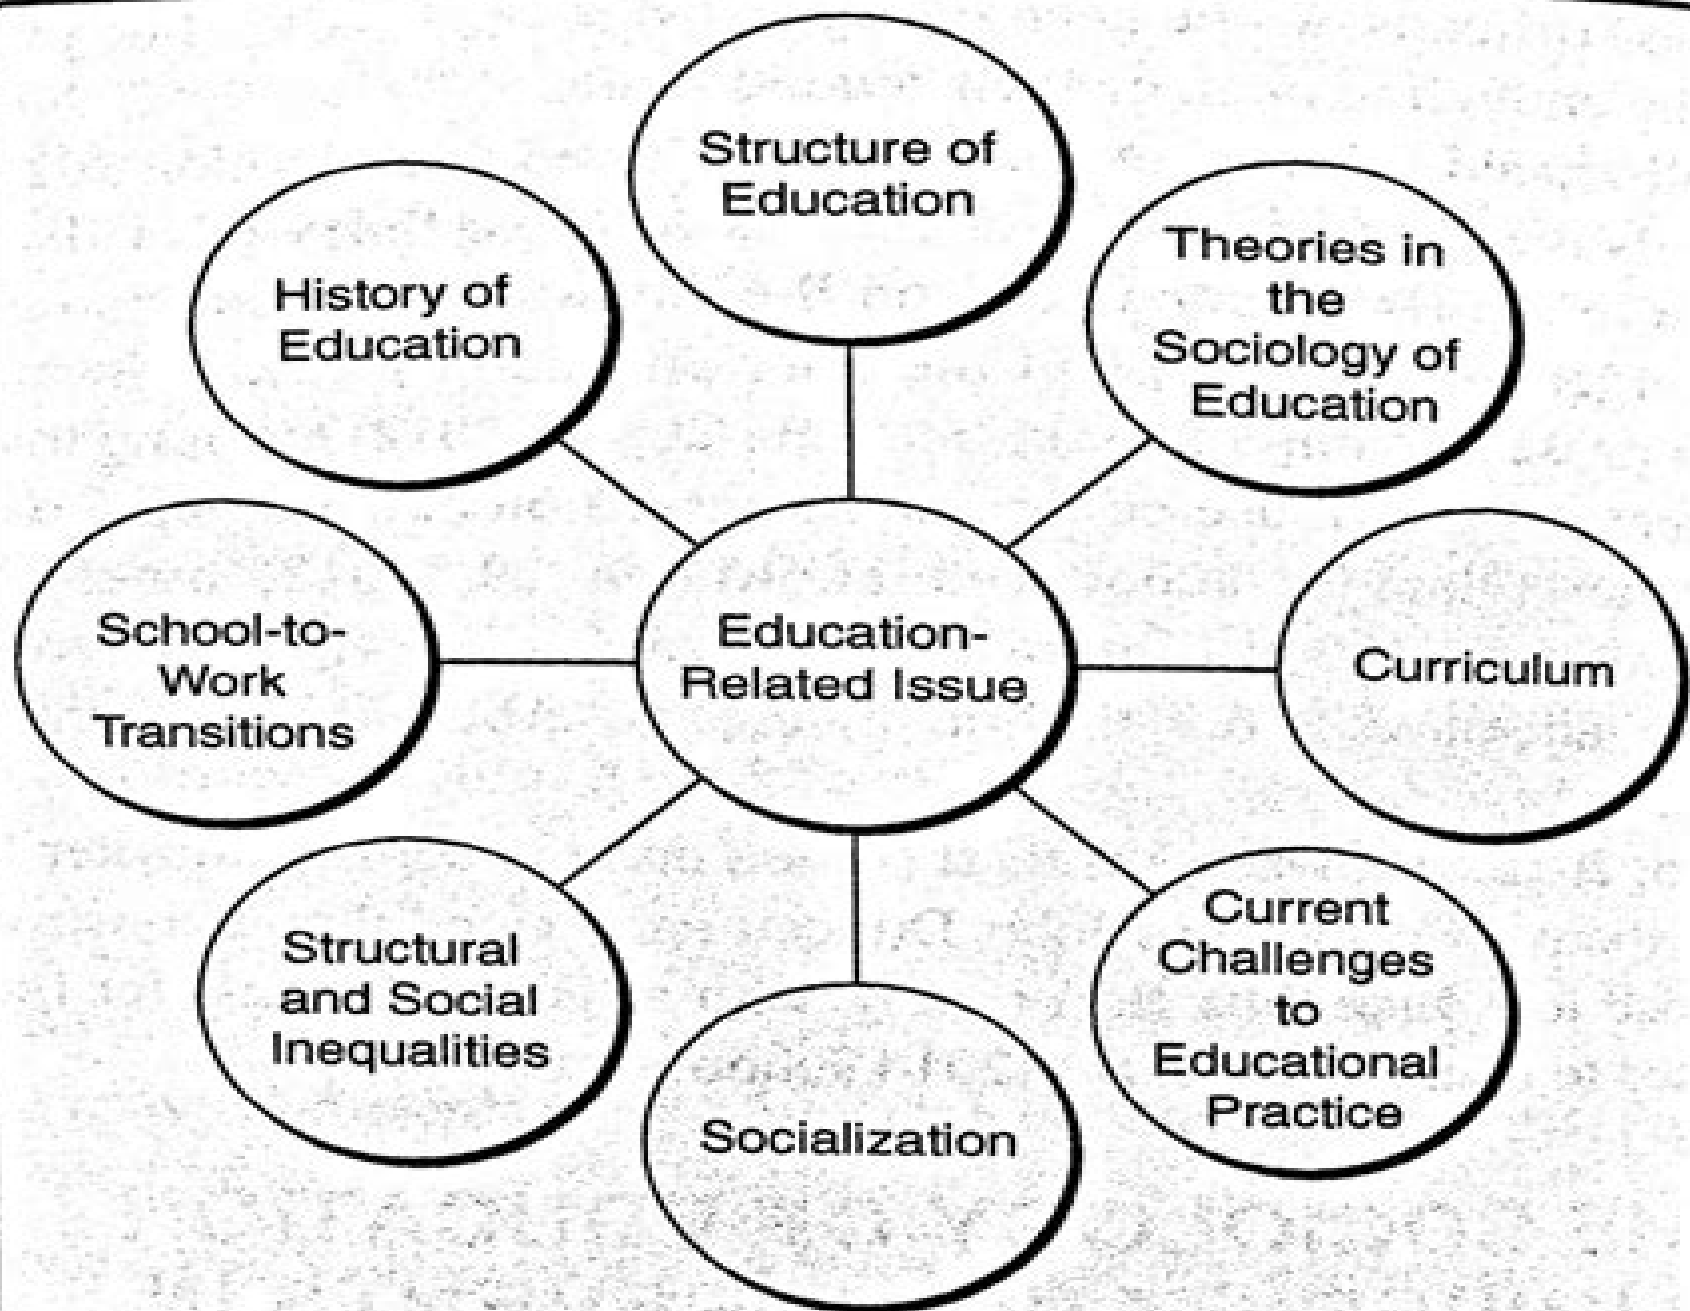 Structure of
Education
Theories in
the
Sociology of
Education
History of
Education
School-to-
Work
Transitions
Education-
Related Issue
Curriculum
Structural
and Social
Inequalities
Current
Challenges
to
Educational
Practice
Socialization